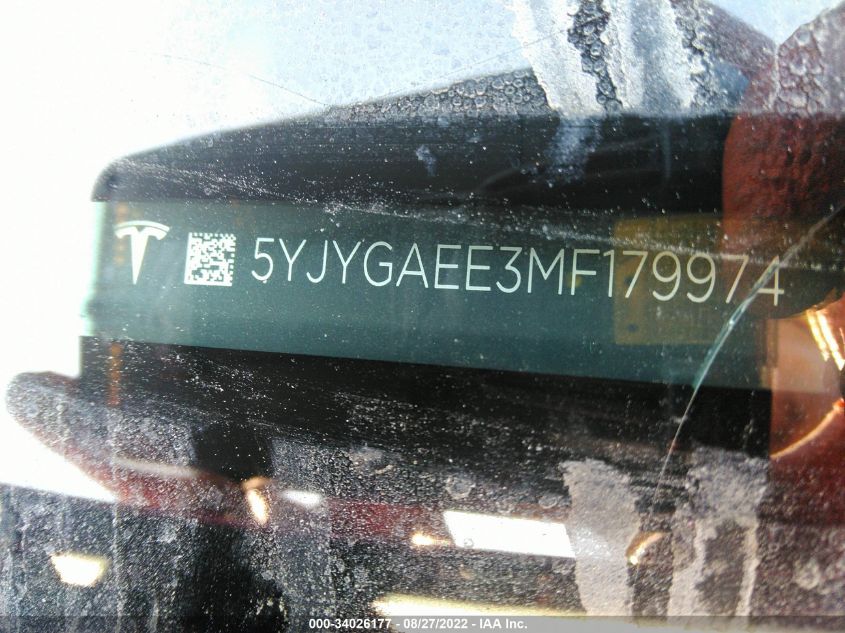 5YJYGAEE3MF179974
000-34026177 - 08/27/2022 - IAA Inc.